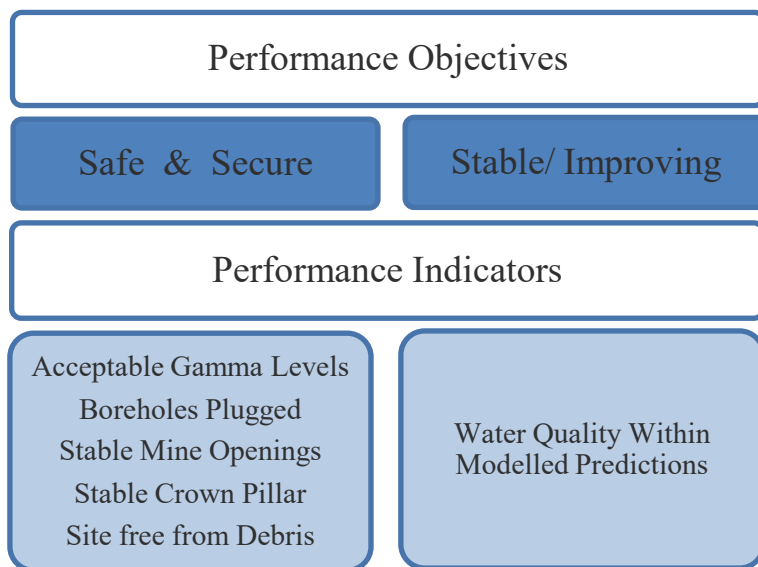 Performance Objectives
Safe & Secure
Stable/ Improving
Performance Indicators
Acceptable Gamma Levels
Boreholes Plugged
Stable Mine Openings
Stable Crown Pillar
Site free from Debris
Water Quality Within
Modelled Predictions